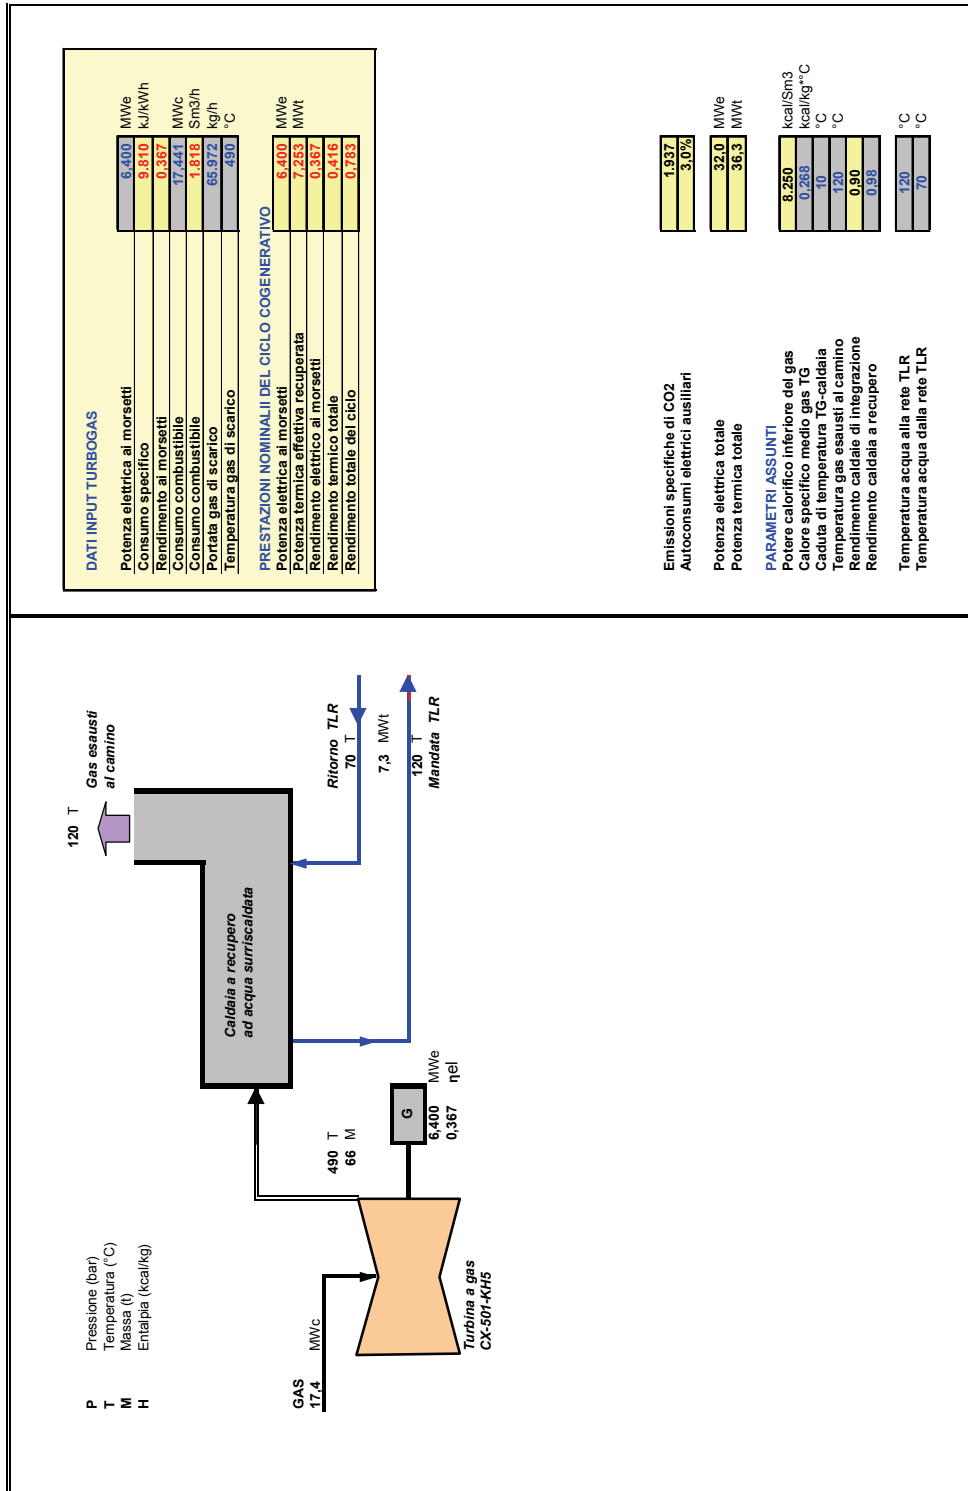 P Pressione (bar)
T Temperatura (°C)
M Massa (t)
H Entalpia (kcal/kg)
120 T
Gas esausti
al camino
Caldaia a recupero
ad acqua surriscaldata
GAS
17,4 MWc
490 T
66 M
Ritorno TLR
70 T
7,3 MWt
120 T
Mandata TLR
G
6,400 MWe
0,367 ηel
Turbina a gas
CX-501-KH5
DATI INPUT TURBOGAS
Potenza elettrica ai morsetti 6,400 MWe
Consumo specifico 9.810 kJ/kWh
Rendimento ai morsetti 0,367
Consumo combustibile 17,441 MWc
Consumo combustibile 1.818 Sm3/h
Portata gas di scarico 65.972 kg/h
Temperatura gas di scarico 490 °C
PRESTAZIONI NOMINALII DEL CICLO COGENERATIVO
Potenza elettrica ai morsetti 6,400 MWe
Potenza termica effettiva recuperata 7,253 MWt
Rendimento elettrico ai morsetti 0,367
Rendimento termico totale 0,416
Rendimento totale del ciclo 0,783
Emissioni specifiche di CO2 1.937
Autoconsumi elettrici ausiliari 3,0%
Potenza elettrica totale 32,0 MWe
Potenza termica totale 36,3 MWt
PARAMETRI ASSUNTI
Potere calorifico inferiore del gas 8.250 kcal/Sm3
Calore specifico medio gas TG 0,268 kcal/kg*°C
Caduta di temperatura TG-caldaia 10 °C
Temperatura gas esausti al camino 120 °C
Rendimento caldaie di integrazione 0,90
Rendimento caldaia a recupero 0,98
Temperatura acqua alla rete TLR 120 °C
Temperatura acqua dalla rete TLR 70 °C